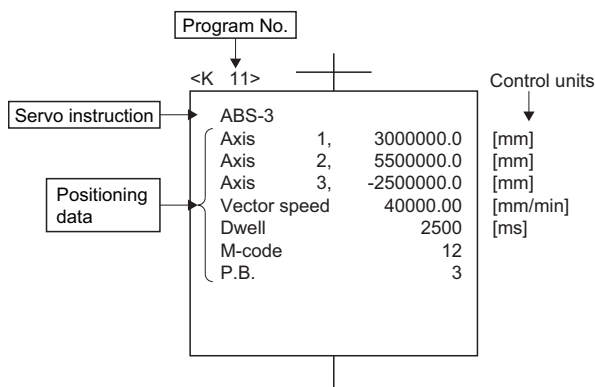 Program No.
<K 11>
Control units
Servo instruction
ABS-3
Axis 1, 3000000.0 [mm]
Axis 2, 5500000.0 [mm]
Axis 3, -2500000.0 [mm]
Positioning data
Vector speed 40000.00 [mm/min]
Dwell 2500 [ms]
M-code 12
P.B. 3